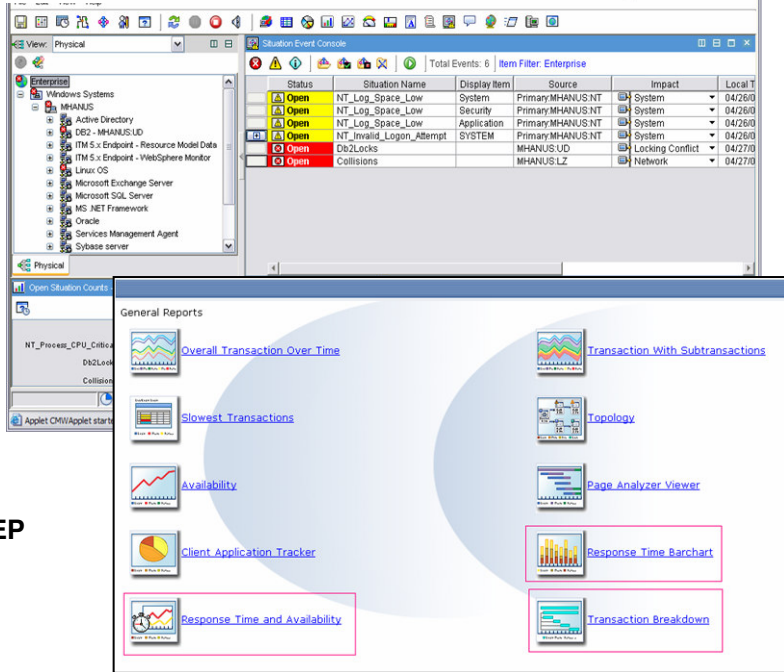 View: Physical
Enterprise
Windows Systems
MHANUS
Active Directory
DB2 - MHANUS:UD
ITM 5.x Endpoint - Resource Model Data
ITM 5.x Endpoint - WebSphere Monitor
Linux OS
Microsoft Exchange Server
Microsoft SQL Server
MS .NET Framework
Oracle
Services Management Agent
Sybase server
Physical
Situation Event Console
Total Events: 6 Item Filter: Enterprise
Status Situation Name Display Item Source Impact Local T
Open NT_Log_Space_Low System Primary:MHANUS:NT System 04/26/0
Open NT_Log_Space_Low Security Primary:MHANUS:NT System 04/26/0
Open NT_Log_Space_Low Application Primary:MHANUS:NT System 04/26/0
Open NT_Invalid_Logon_Attempt SYSTEM Primary:MHANUS:NT System 04/26/0
Open Db2Locks MHANUS:UD Locking Conflict 04/27/0
Open Collisions MHANUS:LZ Network 04/27/0
Open Situation Counts -
NT_Process_CPU_Critica
Db2Lock
Collision
Applet CMWApplet starte
EP
General Reports
Overall Transaction Over Time
Transaction With Subtransactions
Slowest Transactions
Topology
Availability
Page Analyzer Viewer
Client Application Tracker
Response Time Barchart
Response Time and Availability
Transaction Breakdown